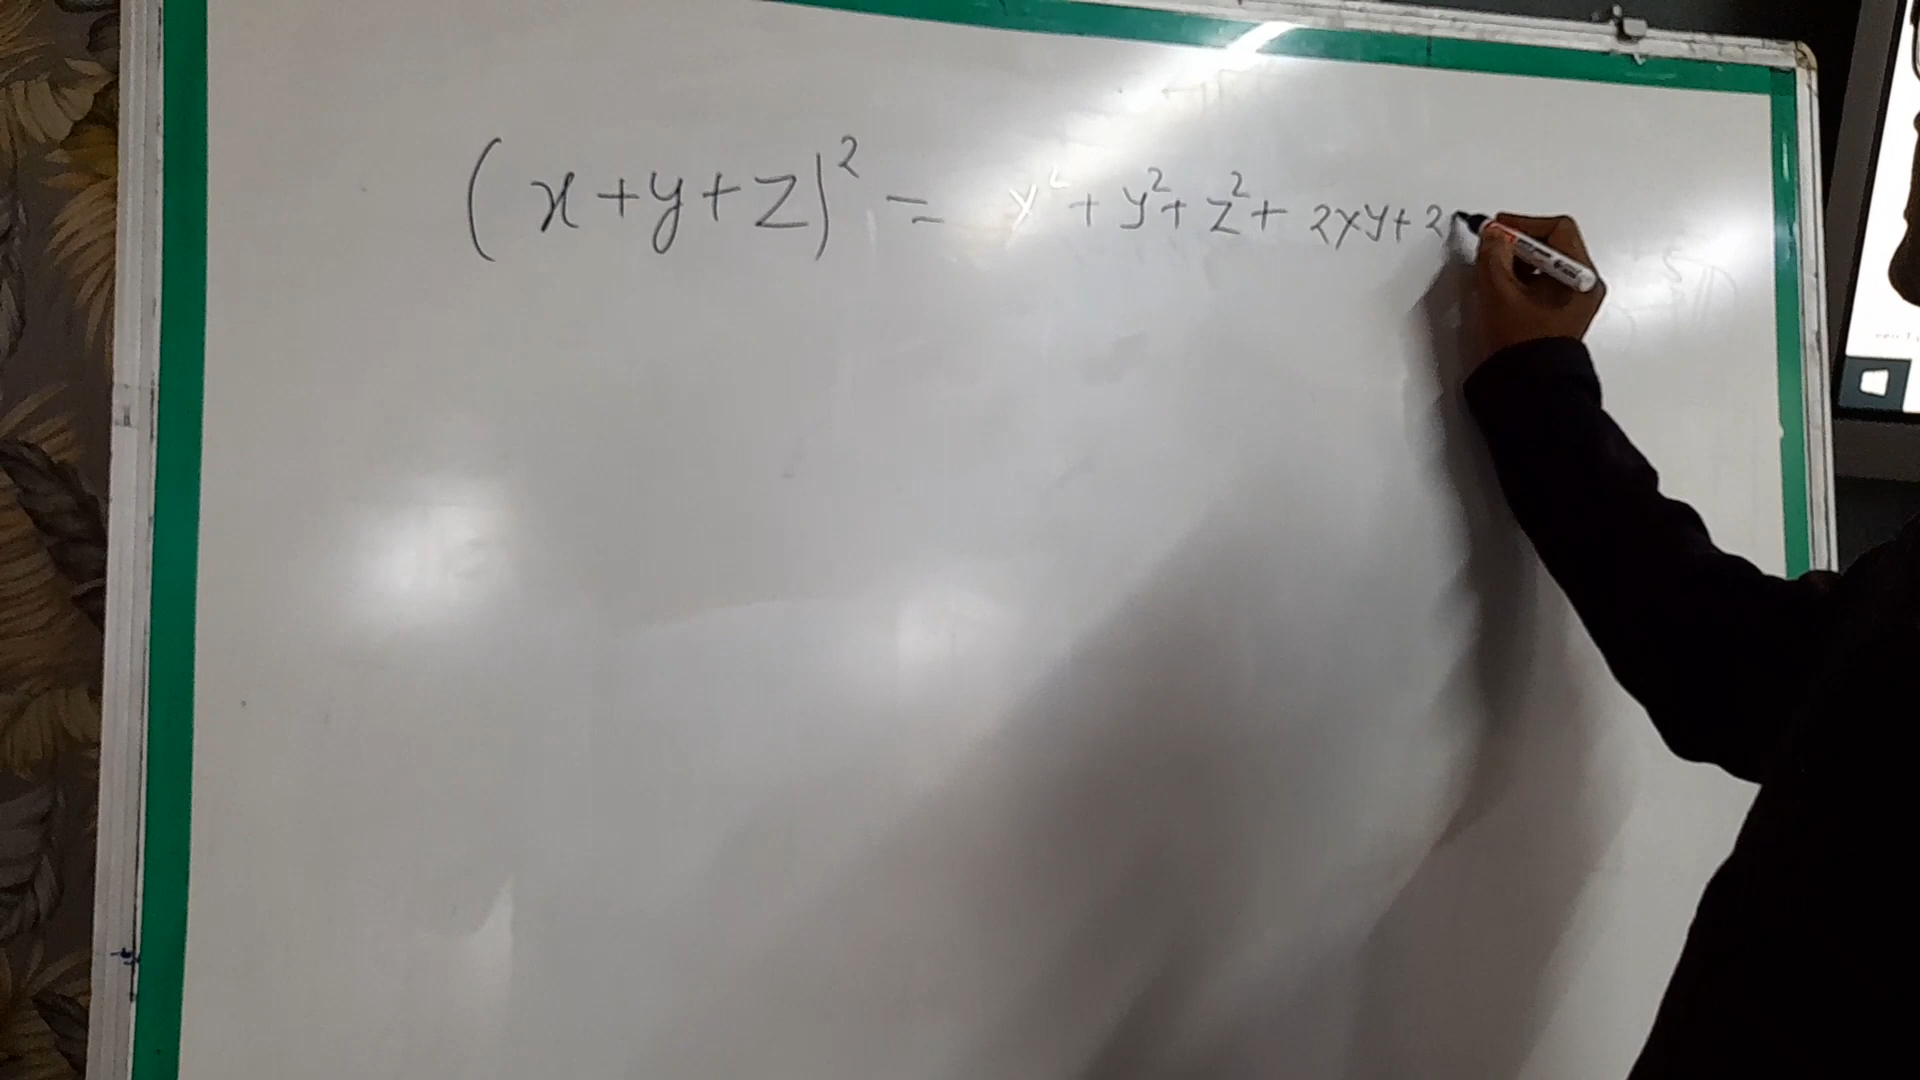 (x+y+z)² = x² + y² + z² + 2xy + 2